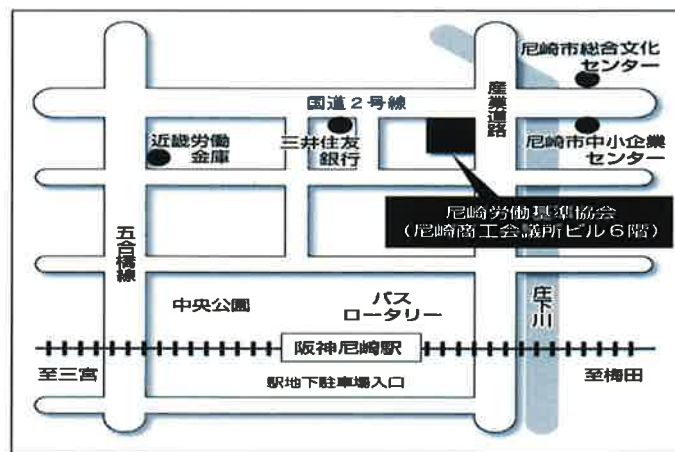 尼崎市総合文化
センター
国道2号線
産業道路
近畿労働
金庫
三井住友
銀行
尼崎市中小企業
センター
尼崎労働基準協会
(尼崎商工会議所ビル6階)
五合橋線
中央公園
バス
ロータリー
庄下川
阪神尼崎駅
至三宮
駅地下駐車場入口
至梅田